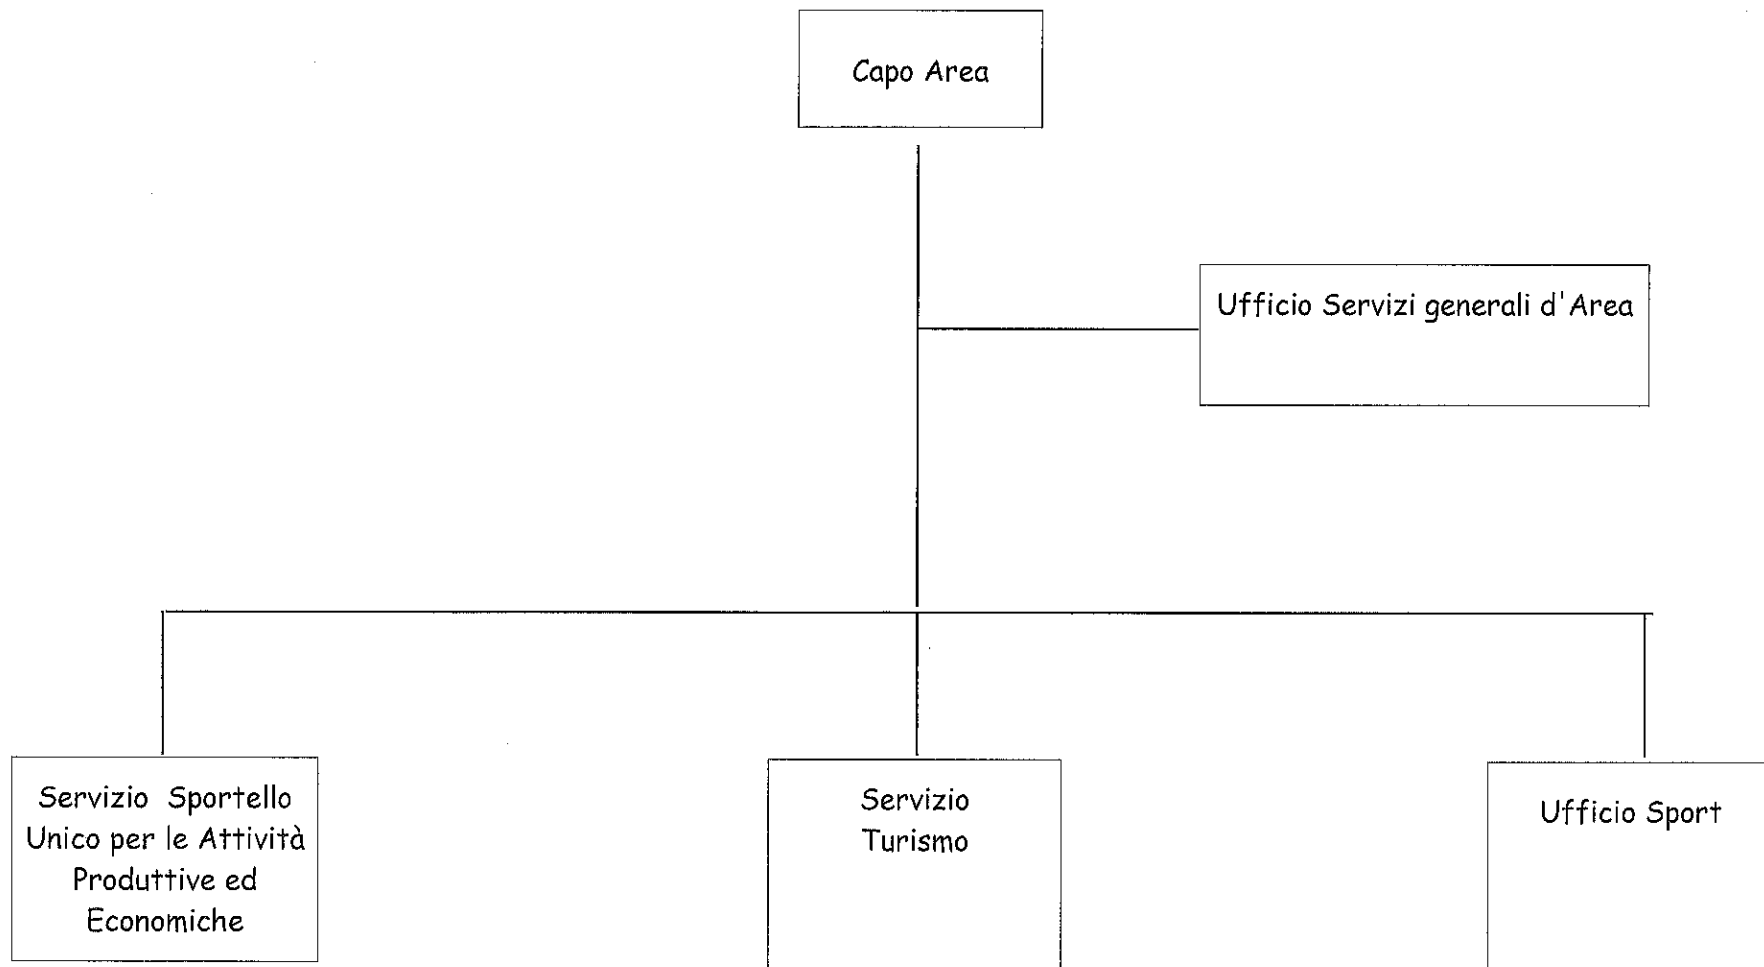 Capo Area
Ufficio Servizi generali d'Area
Servizio Sportello
Unico per le Attività
Produttive ed
Economiche
Servizio
Turismo
Ufficio Sport